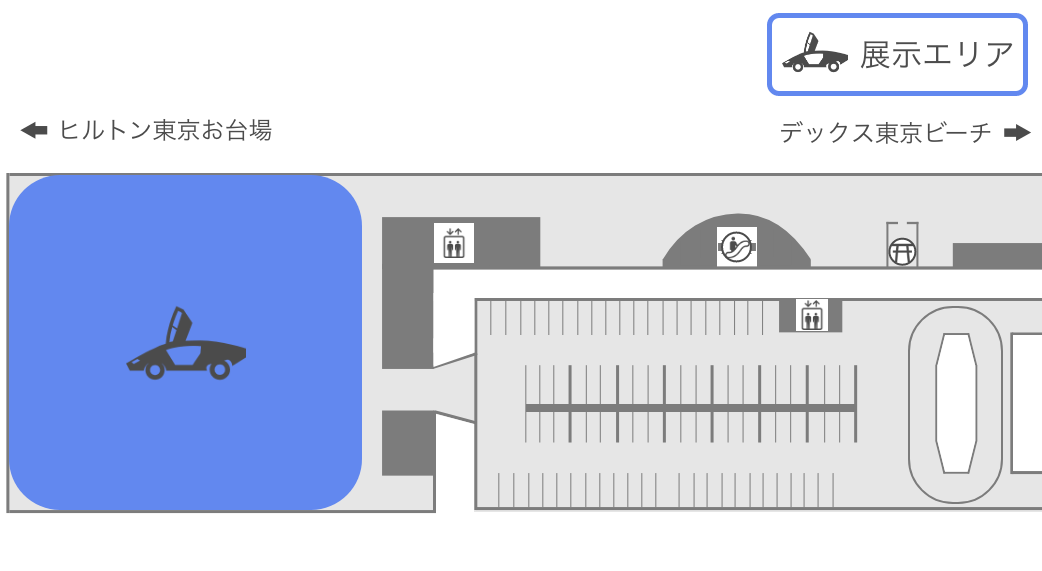 展示エリア
ヒルトン東京お台場
デックス東京ビーチ